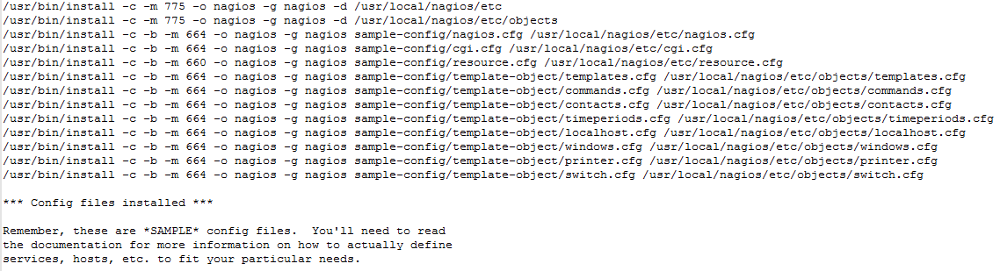 /usr/bin/install -c -m 775 -o nagios -g nagios -d /usr/local/nagios/etc
/usr/bin/install -c -m 775 -o nagios -g nagios -d /usr/local/nagios/etc/objects
/usr/bin/install -c -b -m 664 -o nagios -g nagios sample-config/nagios.cfg /usr/local/nagios/etc/nagios.cfg
/usr/bin/install -c -b -m 664 -o nagios -g nagios sample-config/cgi.cfg /usr/local/nagios/etc/cgi.cfg
/usr/bin/install -c -b -m 660 -o nagios -g nagios sample-config/resource.cfg /usr/local/nagios/etc/resource.cfg
/usr/bin/install -c -b -m 664 -o nagios -g nagios sample-config/template-object/templates.cfg /usr/local/nagios/etc/objects/templates.cfg
/usr/bin/install -c -b -m 664 -o nagios -g nagios sample-config/template-object/commands.cfg /usr/local/nagios/etc/objects/commands.cfg
/usr/bin/install -c -b -m 664 -o nagios -g nagios sample-config/template-object/contacts.cfg /usr/local/nagios/etc/objects/contacts.cfg
/usr/bin/install -c -b -m 664 -o nagios -g nagios sample-config/template-object/timeperiods.cfg /usr/local/nagios/etc/objects/timeperiods.cfg
/usr/bin/install -c -b -m 664 -o nagios -g nagios sample-config/template-object/localhost.cfg /usr/local/nagios/etc/objects/localhost.cfg
/usr/bin/install -c -b -m 664 -o nagios -g nagios sample-config/template-object/windows.cfg /usr/local/nagios/etc/objects/windows.cfg
/usr/bin/install -c -b -m 664 -o nagios -g nagios sample-config/template-object/printer.cfg /usr/local/nagios/etc/objects/printer.cfg
/usr/bin/install -c -b -m 664 -o nagios -g nagios sample-config/template-object/switch.cfg /usr/local/nagios/etc/objects/switch.cfg
*** Config files installed ***
Remember, these are *SAMPLE* config files.  You'll need to read
the documentation for more information on how to actually define
services, hosts, etc. to fit your particular needs.